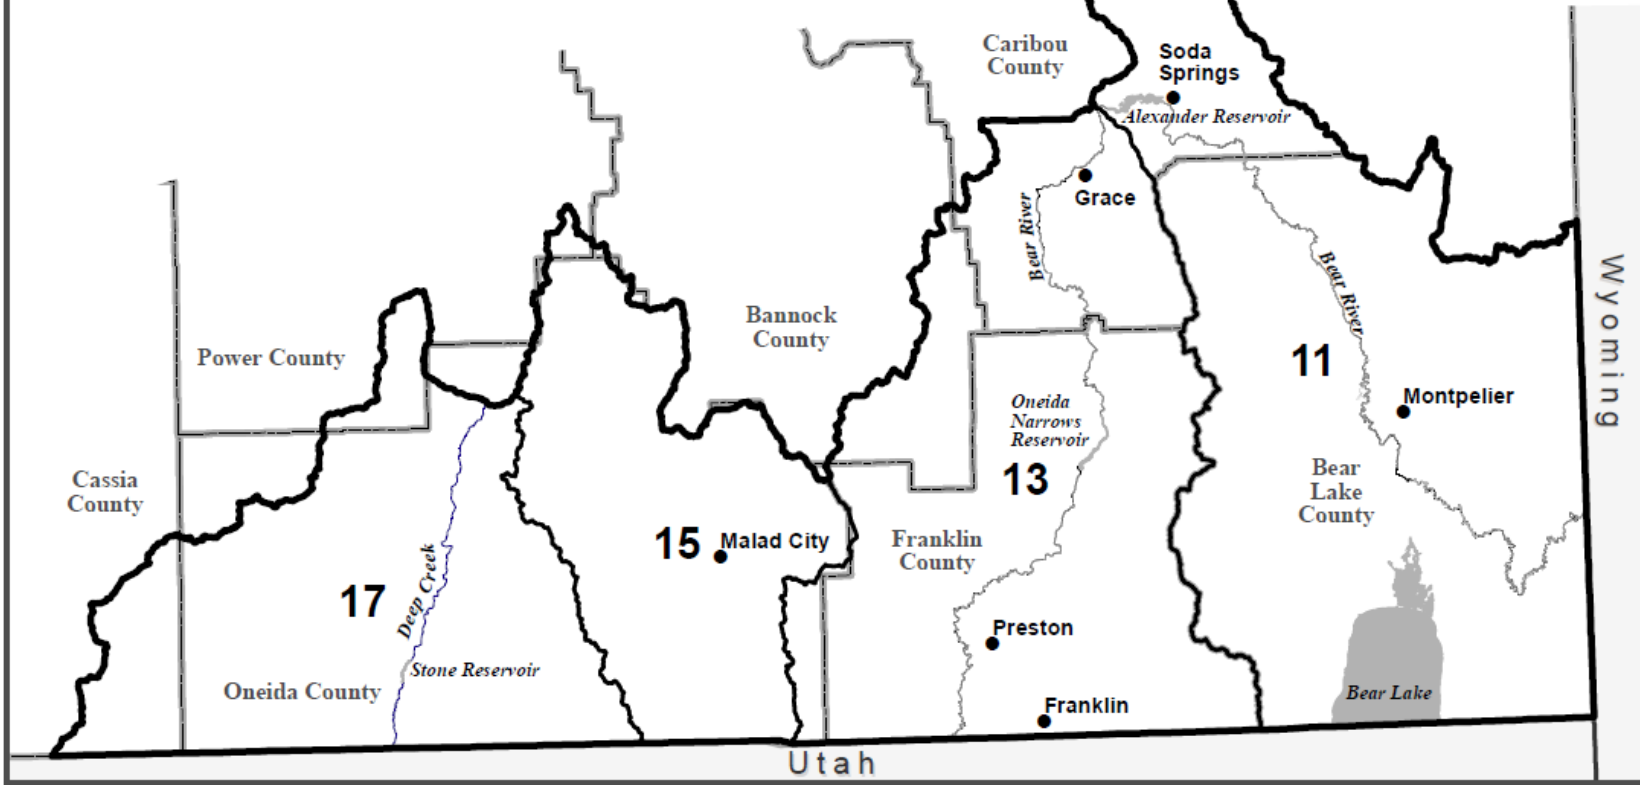 Caribou
County
Soda
Springs
Alexander Reservoir
Grace
Bear River
Bear River
Wyoming
Bannock
County
Power County
11
Montpelier
Oneida
Narrows
Reservoir
13
Cassia
County
Bear
Lake
County
15
Malad City
Franklin
County
17
Deep Creek
Preston
Stone Reservoir
Oneida County
Bear Lake
Franklin
Utah